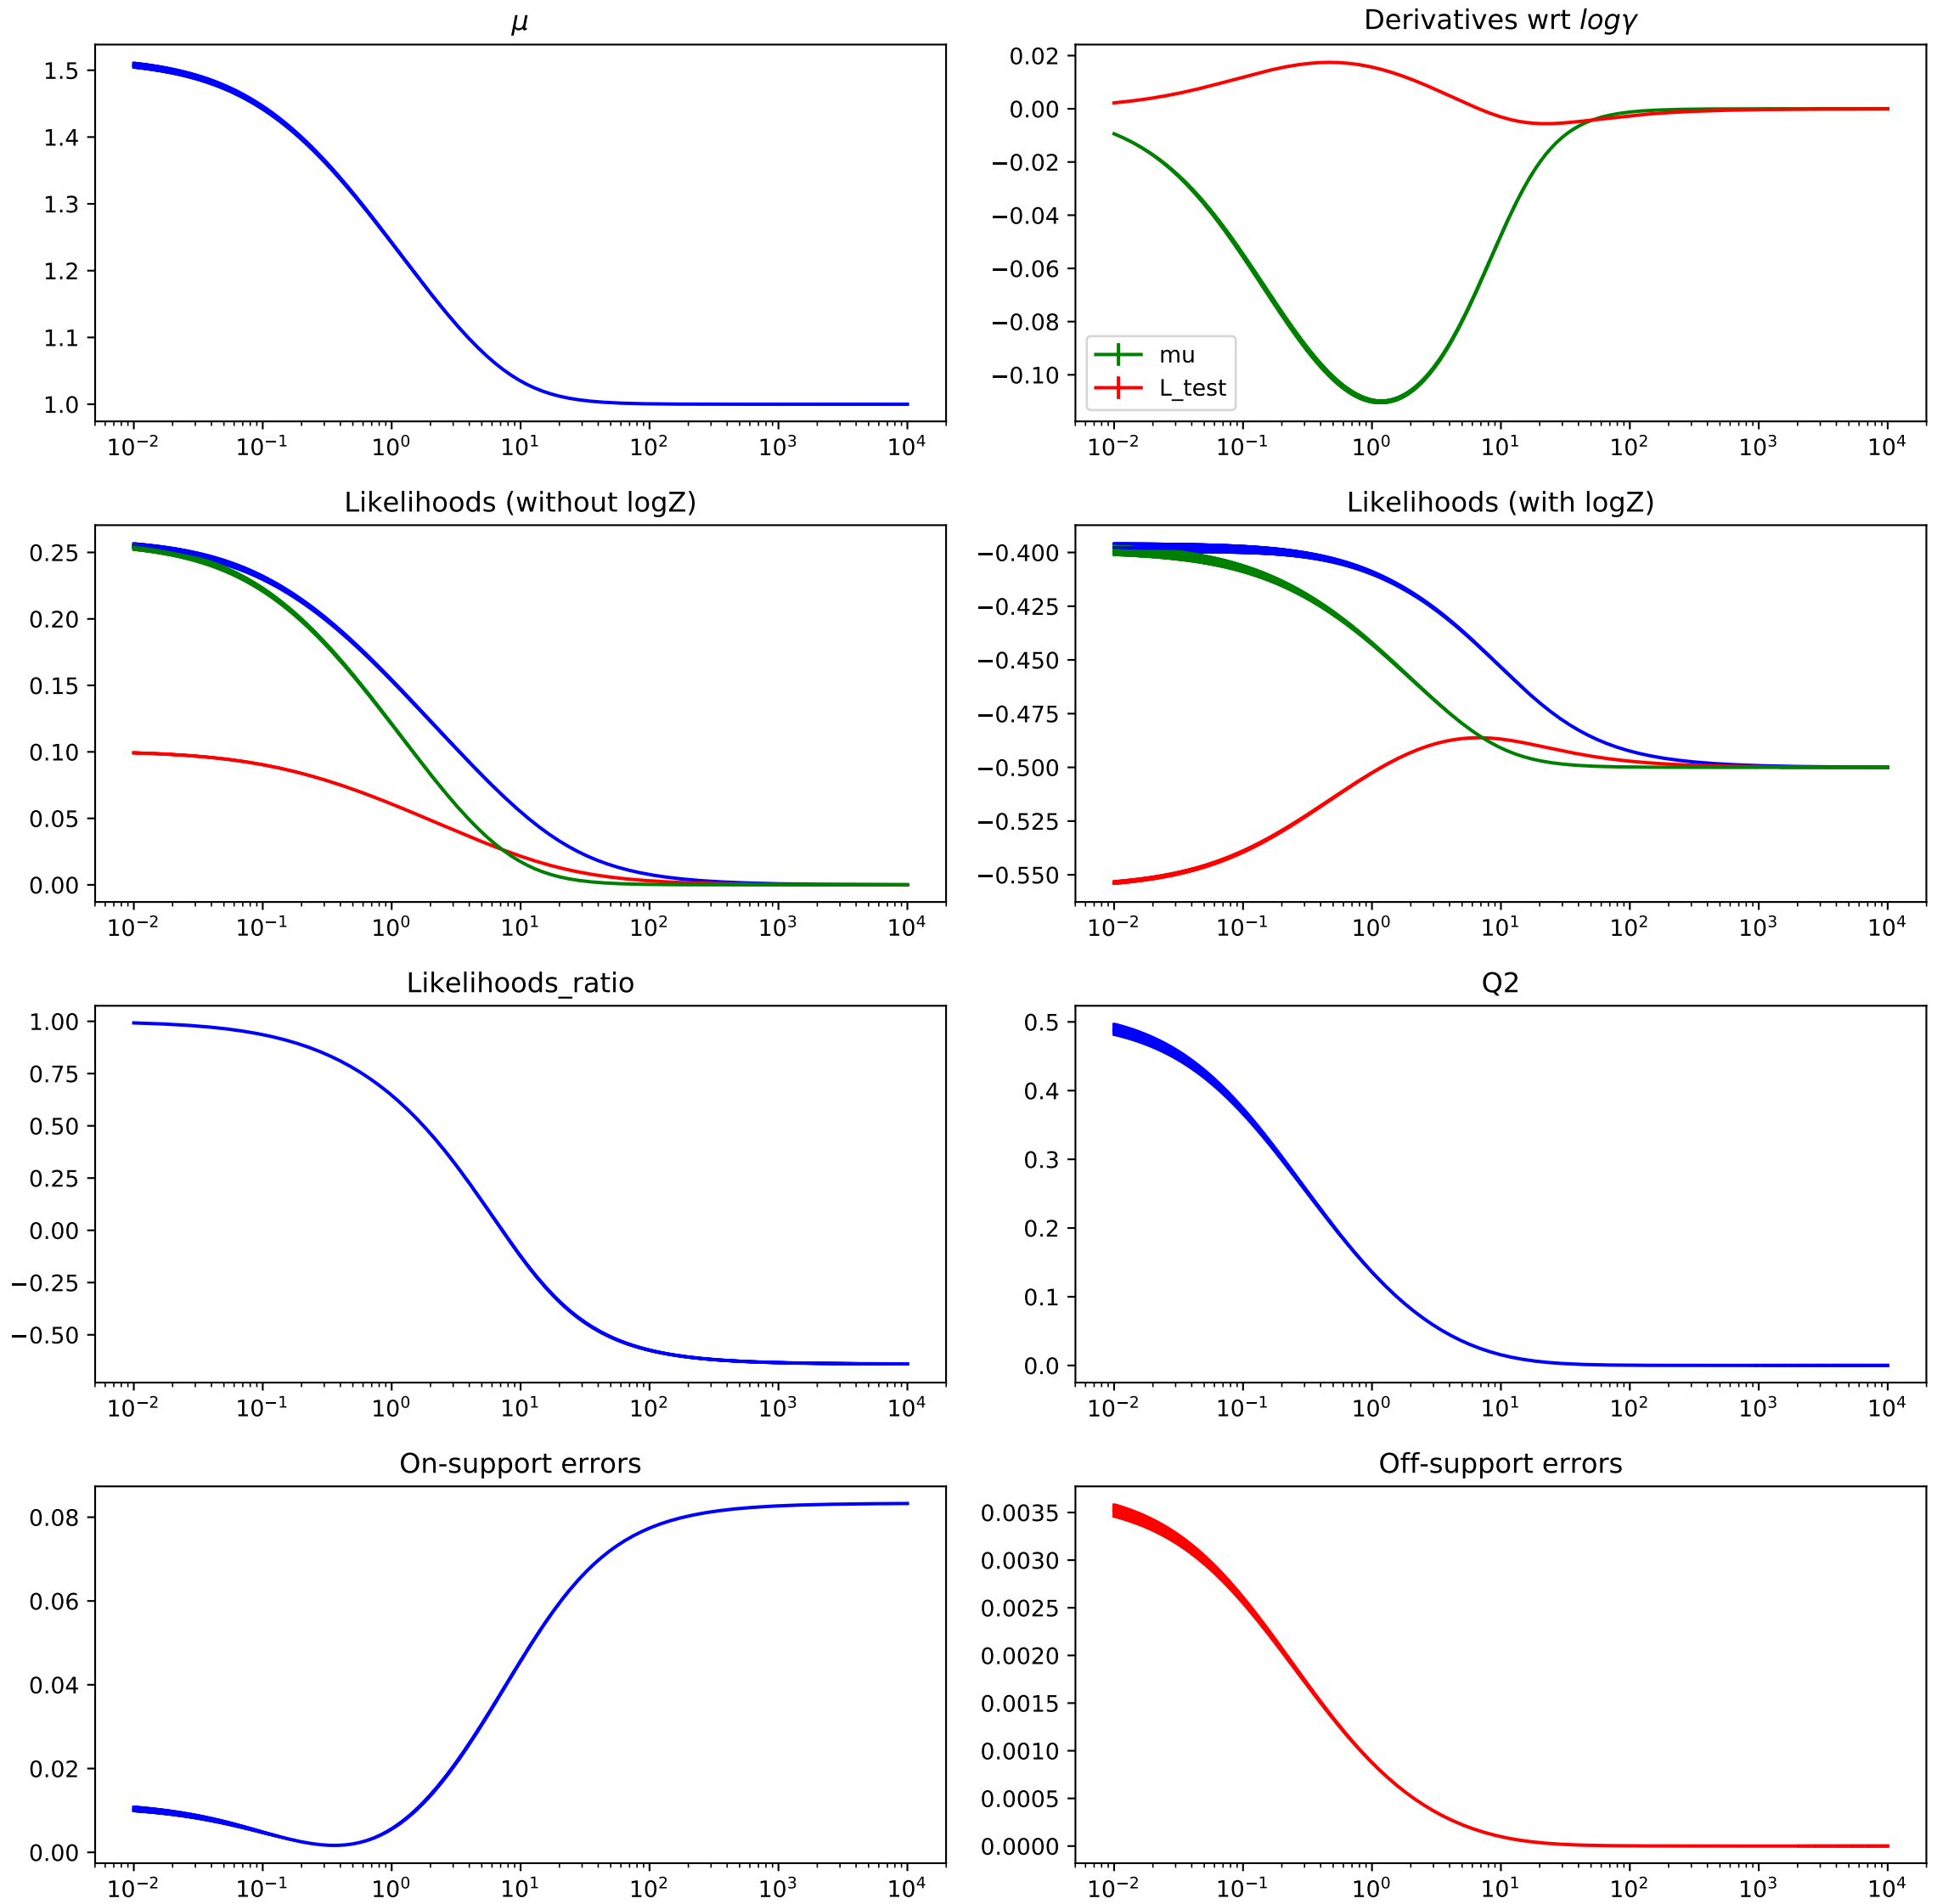 μ
1.5
1.4
1.3
1.2
1.1
1.0
10⁻² 10⁻¹ 10⁰ 10¹ 10² 10³ 10⁴
Derivatives wrt logγ
0.02
0.00
−0.02
−0.04
−0.06
−0.08
−0.10
mu
L_test
10⁻² 10⁻¹ 10⁰ 10¹ 10² 10³ 10⁴
Likelihoods (without logZ)
0.25
0.20
0.15
0.10
0.05
0.00
10⁻² 10⁻¹ 10⁰ 10¹ 10² 10³ 10⁴
Likelihoods (with logZ)
−0.400
−0.425
−0.450
−0.475
−0.500
−0.525
−0.550
10⁻² 10⁻¹ 10⁰ 10¹ 10² 10³ 10⁴
Likelihoods_ratio
1.00
0.75
0.50
0.25
0.00
−0.25
−0.50
10⁻² 10⁻¹ 10⁰ 10¹ 10² 10³ 10⁴
Q2
0.5
0.4
0.3
0.2
0.1
0.0
10⁻² 10⁻¹ 10⁰ 10¹ 10² 10³ 10⁴
On-support errors
0.08
0.06
0.04
0.02
0.00
10⁻² 10⁻¹ 10⁰ 10¹ 10² 10³ 10⁴
Off-support errors
0.0035
0.0030
0.0025
0.0020
0.0015
0.0010
0.0005
0.0000
10⁻² 10⁻¹ 10⁰ 10¹ 10² 10³ 10⁴